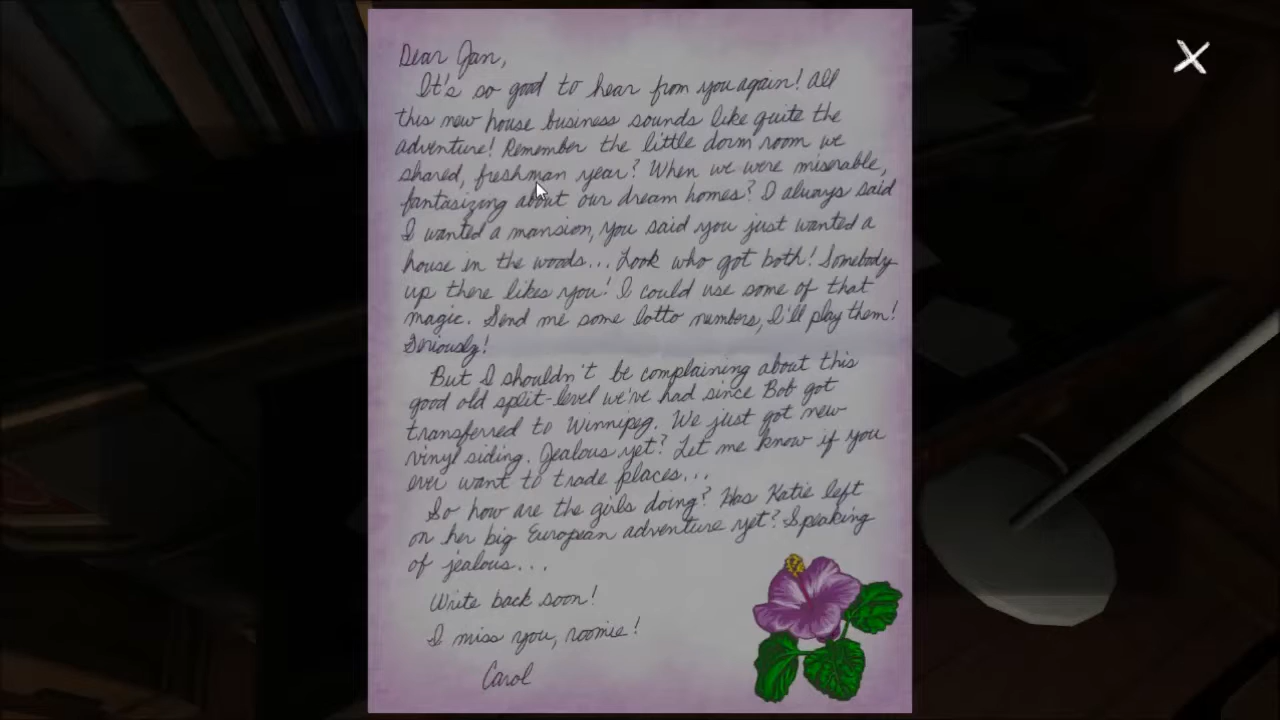 Dear Jan,
It's so good to hear from you again! All
this new house business sounds like quite the
adventure! Remember the little dorm room we
shared, freshman year? When we were miserable,
fantasizing about our dream homes? I always said
I wanted a mansion, you said you just wanted a
house in the woods... Look who got both! Somebody
up there likes you! I could use some of that
magic. Send me some lotto numbers, I'll play them!
Seriously!
But I shouldn't be complaining about this
good old split-level we've had since Bob got
transferred to Winnipeg. We just got new
vinyl siding. Jealous yet? Let me know if you
ever want to trade places...
So how are the girls doing? Has Katie left
on her big European adventure yet? Speaking
of jealous...
Write back soon!
I miss you, roomie!
Carol